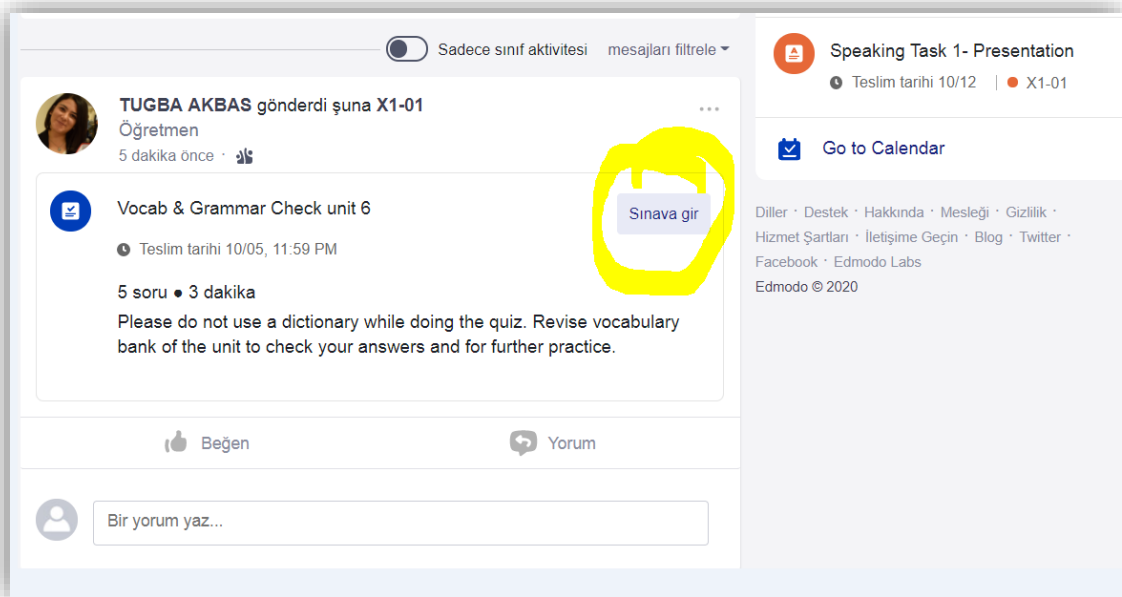 Sadece sınıf aktivitesi mesajları filtrele
TUGBA AKBAS gönderdi şuna X1-01
Öğretmen
5 dakika önce ·
Vocab & Grammar Check unit 6
Sınava gir
Teslim tarihi 10/05, 11:59 PM
5 soru ● 3 dakika
Please do not use a dictionary while doing the quiz. Revise vocabulary
bank of the unit to check your answers and for further practice.
Beğen Yorum
Bir yorum yaz...
Speaking Task 1- Presentation
Teslim tarihi 10/12 | ● X1-01
Go to Calendar
Diller · Destek · Hakkında · Mesleği · Gizlilik ·
Hizmet Şartları · İletişime Geçin · Blog · Twitter ·
Facebook · Edmodo Labs
Edmodo © 2020